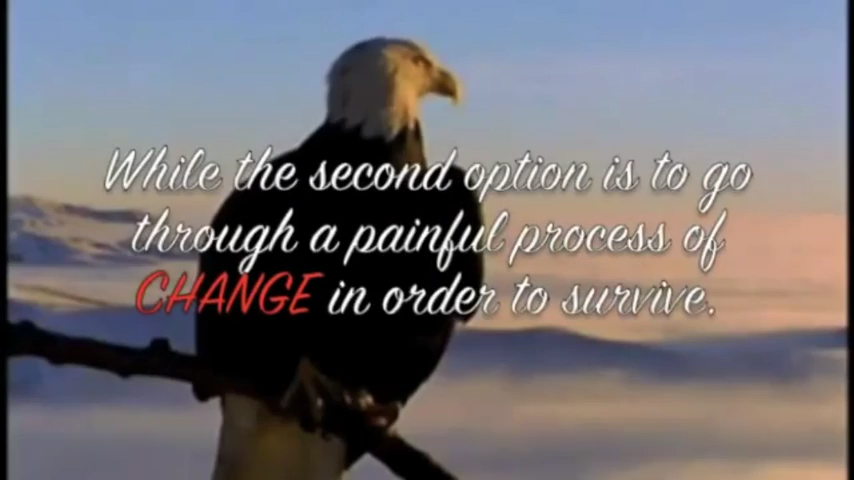 While the second option is to go
through a painful process of
CHANGE in order to survive.